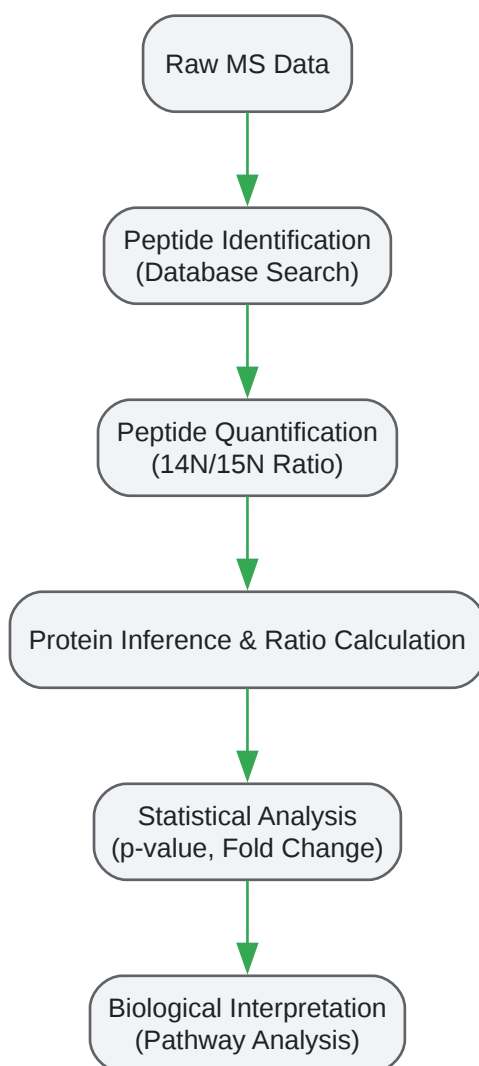 Raw MS Data
Peptide Identification
(Database Search)
Peptide Quantification
(14N/15N Ratio)
Protein Inference & Ratio Calculation
Statistical Analysis
(p-value, Fold Change)
Biological Interpretation
(Pathway Analysis)